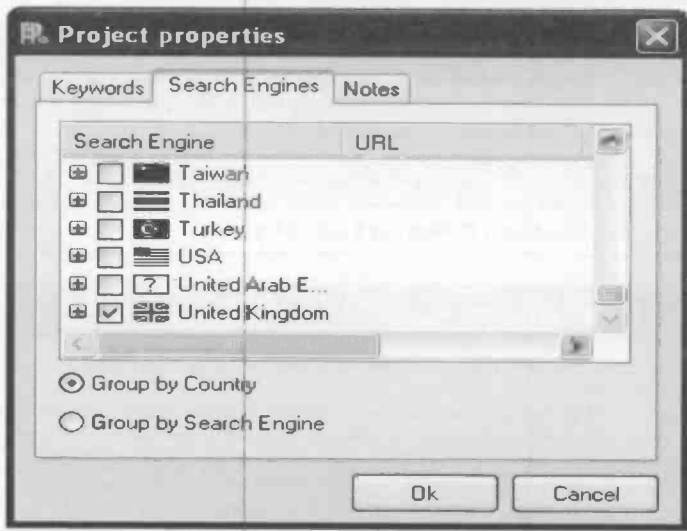 Project properties
Keywords Search Engines Notes
Search Engine URL
Taiwan
Thailand
Turkey
USA
United Arab E...
United Kingdom
Group by Country
Group by Search Engine
Ok Cancel